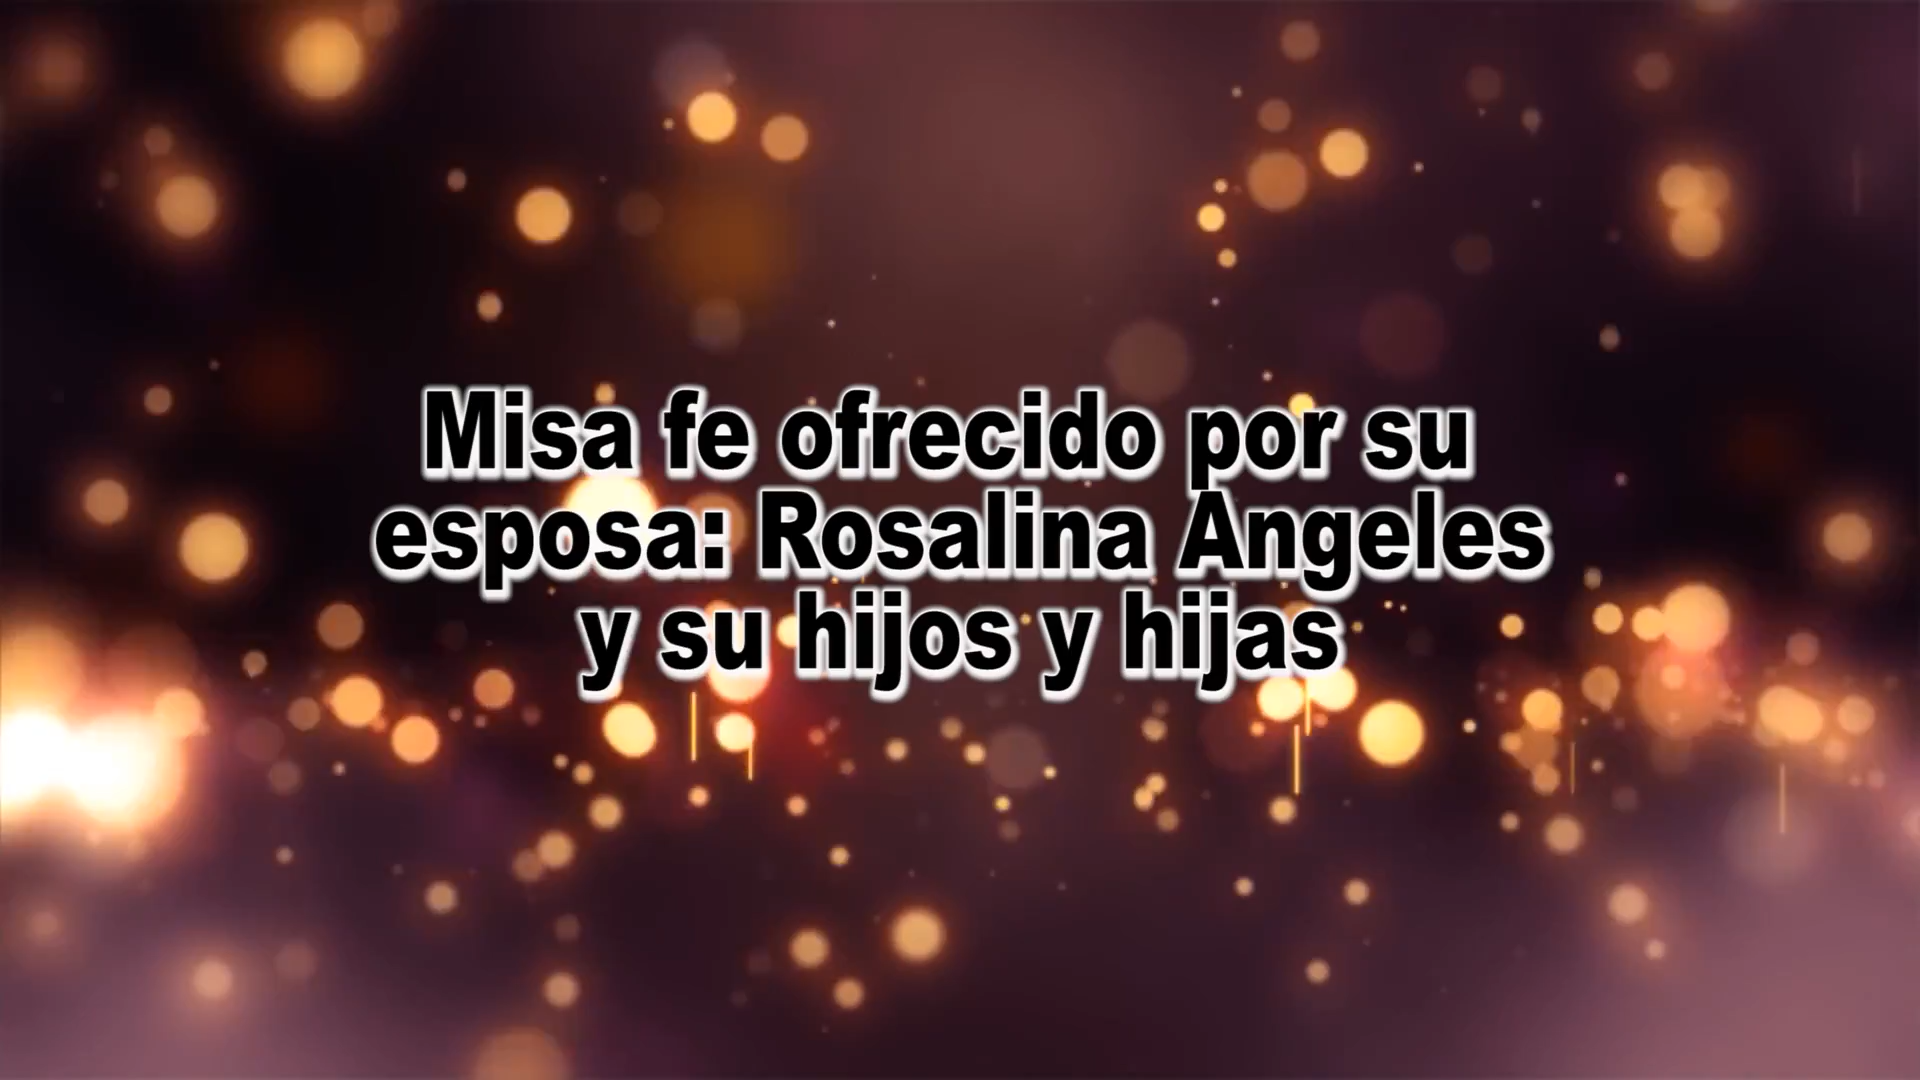 Misa fe ofrecido por su
esposa: Rosalina Angeles
y su hijos y hijas